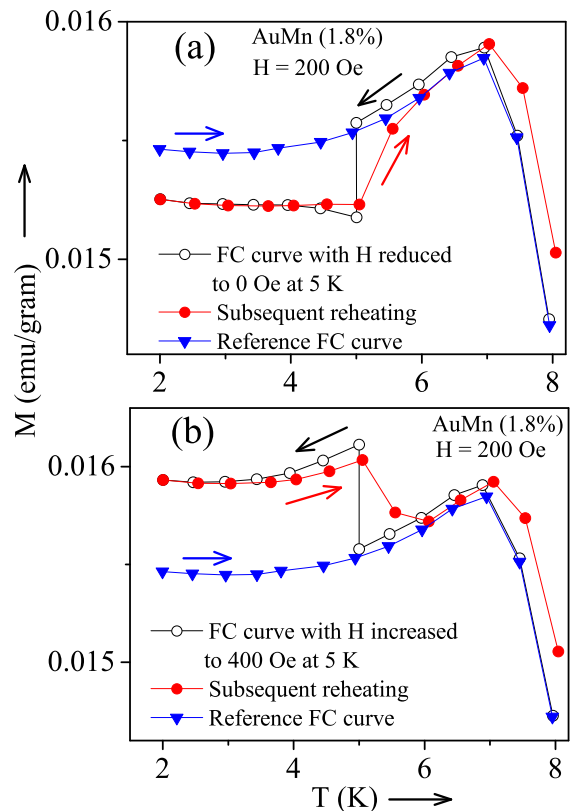 0.016
(a)
AuMn (1.8%)
H = 200 Oe
0.015
FC curve with H reduced
to 0 Oe at 5 K
Subsequent reheating
Reference FC curve
2 4 6 8
M (emu/gram)
(b)
AuMn (1.8%)
H = 200 Oe
0.016
0.015
FC curve with H increased
to 400 Oe at 5 K
Subsequent reheating
Reference FC curve
2 4 6 8
T (K)